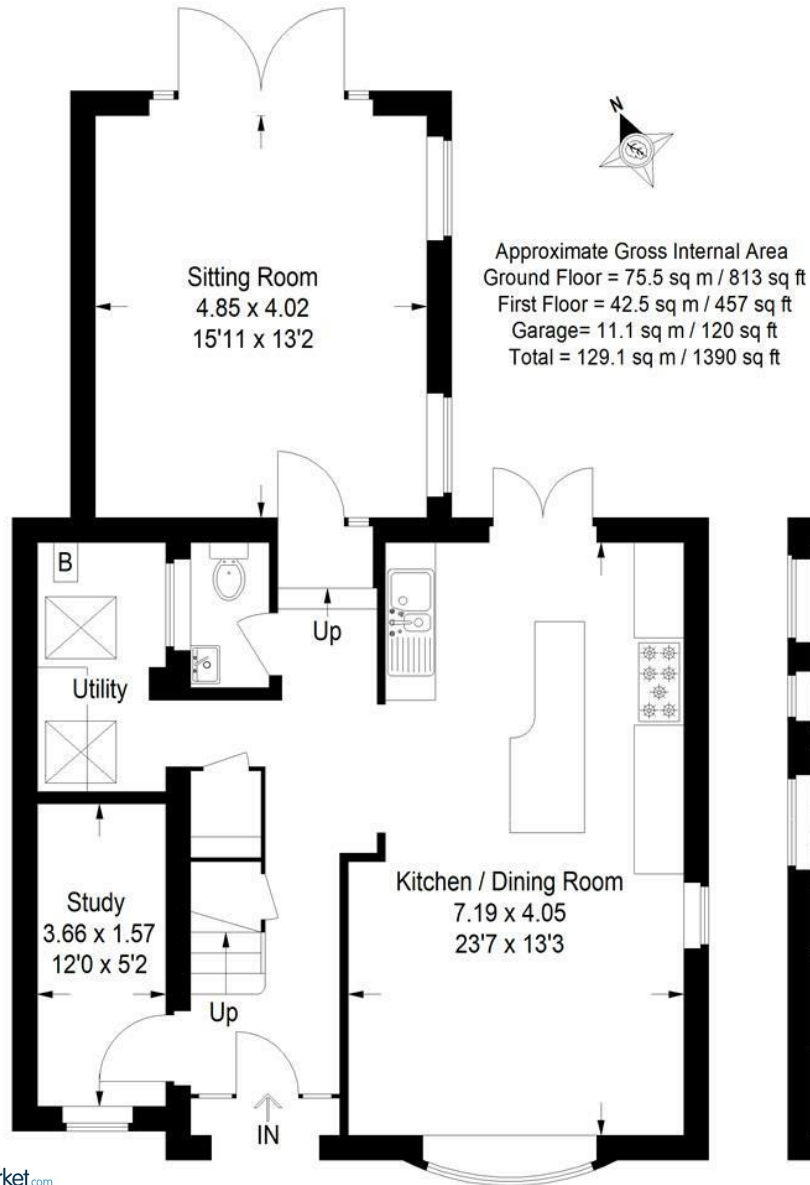 N
Approximate Gross Internal Area
Ground Floor = 75.5 sq m / 813 sq ft
First Floor = 42.5 sq m / 457 sq ft
Garage= 11.1 sq m / 120 sq ft
Total = 129.1 sq m / 1390 sq ft
Sitting Room
4.85 x 4.02
15'11 x 13'2
B
Up
Utility
Kitchen / Dining Room
7.19 x 4.05
23'7 x 13'3
Study
3.66 x 1.57
12'0 x 5'2
Up
IN
rket.com